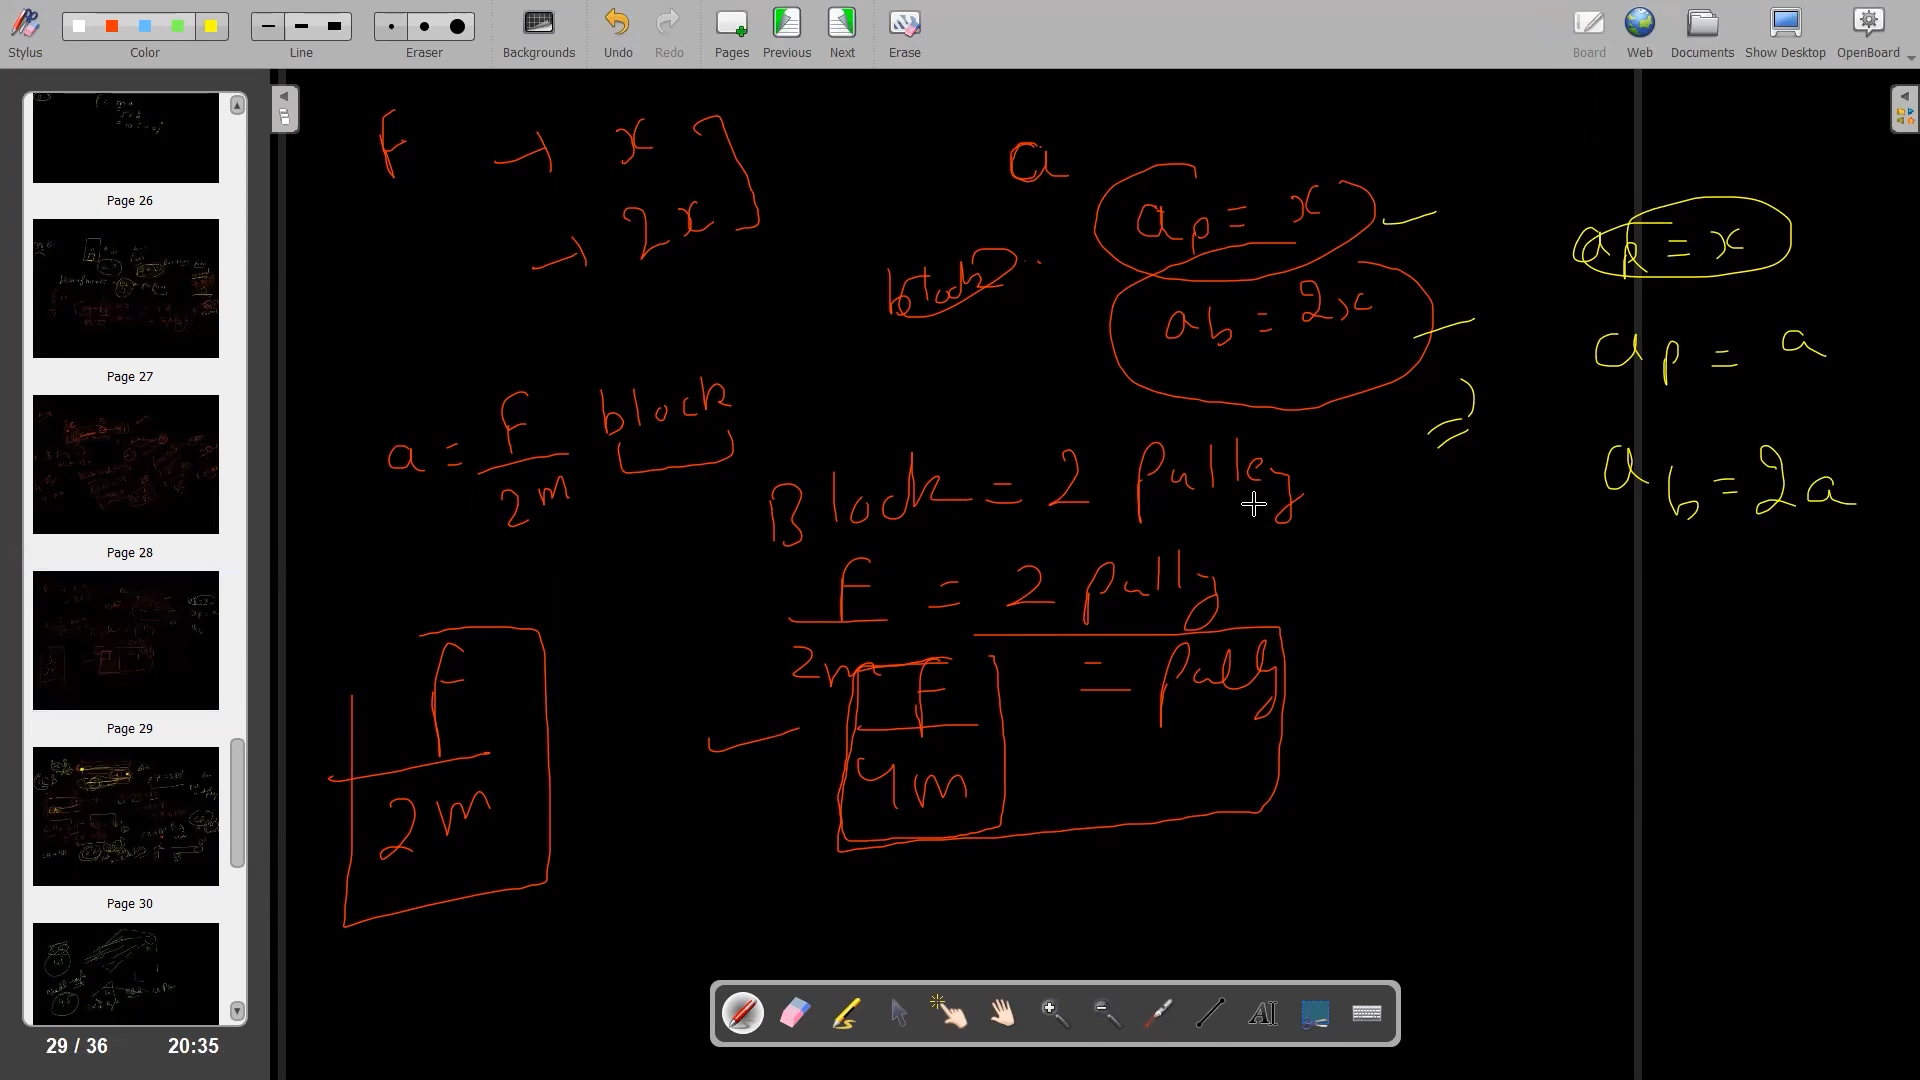 Stylus
Color
Line
Eraser
Backgrounds
Undo
Redo
Pages
Previous
Next
Erase
Board
Web
Documents
Show Desktop
OpenBoard
Page 26
Page 27
Page 28
Page 29
Page 30
29 / 36
20:35
F → x
→ 2x
a
ap = x
block
ab = 2x
a = F/2m block
Block = 2 Pulley
F/2m = 2 pully
F/4m = Pully
F/2m
ap = x
ap = a
ab = 2a
AI